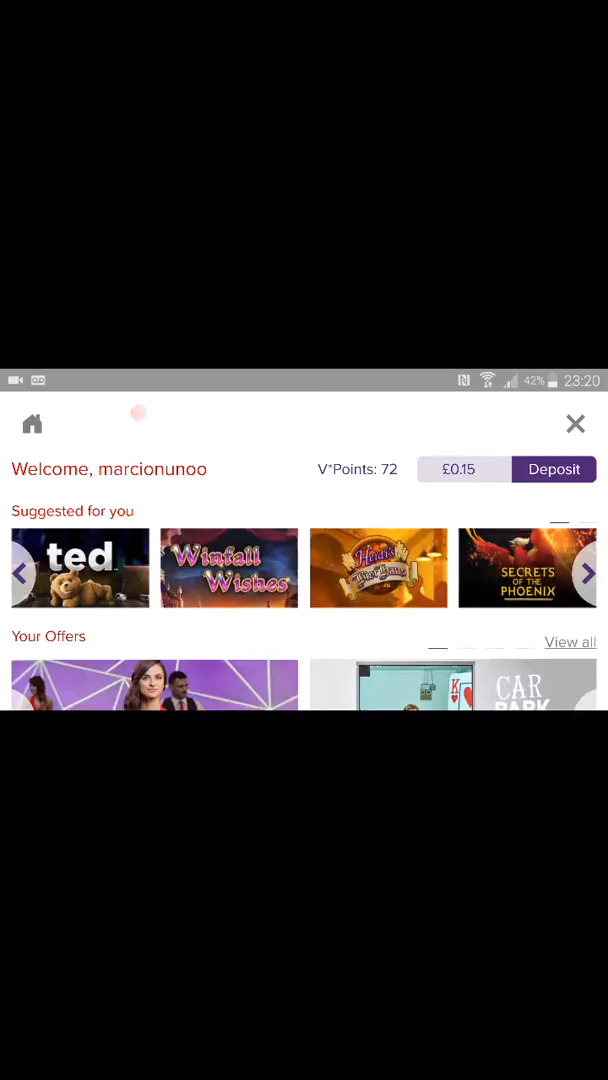 42% 23:20
Welcome, marcionunoo
V*Points: 72
£0.15
Deposit
Suggested for you
ted
Winfall
Wishes
Heidi's
SECRETS
OF THE
PHOENIX
Your Offers
View all
K
CAR
PARK